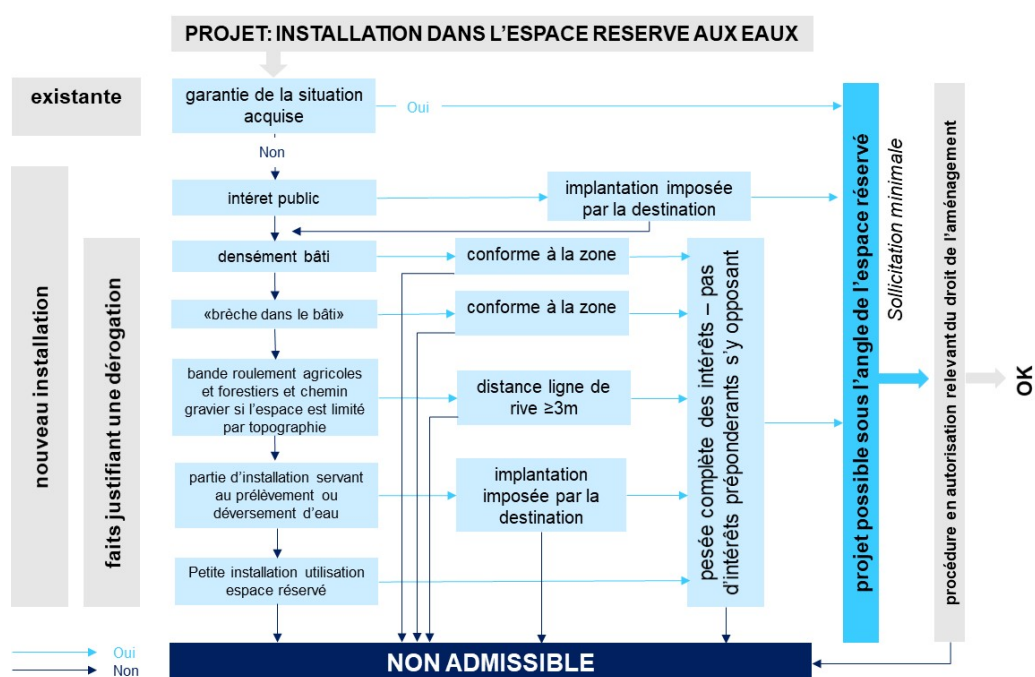 PROJET: INSTALLATION DANS L'ESPACE RESERVE AUX EAUX
existante
garantie de la situation
acquise
Oui
Non
intéret public
implantation imposée
par la destination
densément bâti
conforme à la zone
«brèche dans le bâti»
conforme à la zone
bande roulement agricoles
et forestiers et chemin
gravier si l'espace est limité
par topographie
distance ligne de
rive ≥3m
partie d'installation servant
au prélèvement ou
déversement d'eau
implantation
imposée par la
destination
Petite installation utilisation
espace réservé
nouveau installation
faits justifiant une dérogation
pesée complète des intérêts – pas
d'intérêts prépondérants s'y opposant
projet possible sous l'angle de l'espace réservé
Sollicitation minimale
procédure en autorisation relevant du droit de l'aménagement
OK
Oui
Non
NON ADMISSIBLE